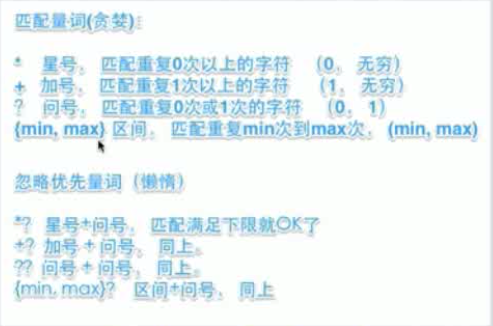 匹配量词(贪婪)：
* 星号， 匹配重复0次以上的字符 （0， 无穷）
+ 加号， 匹配重复1次以上的字符 （1， 无穷）
? 问号， 匹配重复0次或1次的字符 （0，1）
{min, max} 区间， 匹配重复min次到max次， (min, max)
忽略优先量词（懒惰）
*? 星号+问号， 匹配满足下限就OK了
+? 加号 + 问号， 同上。
?? 问号 + 问号， 同上。
{min, max}? 区间+问号， 同上